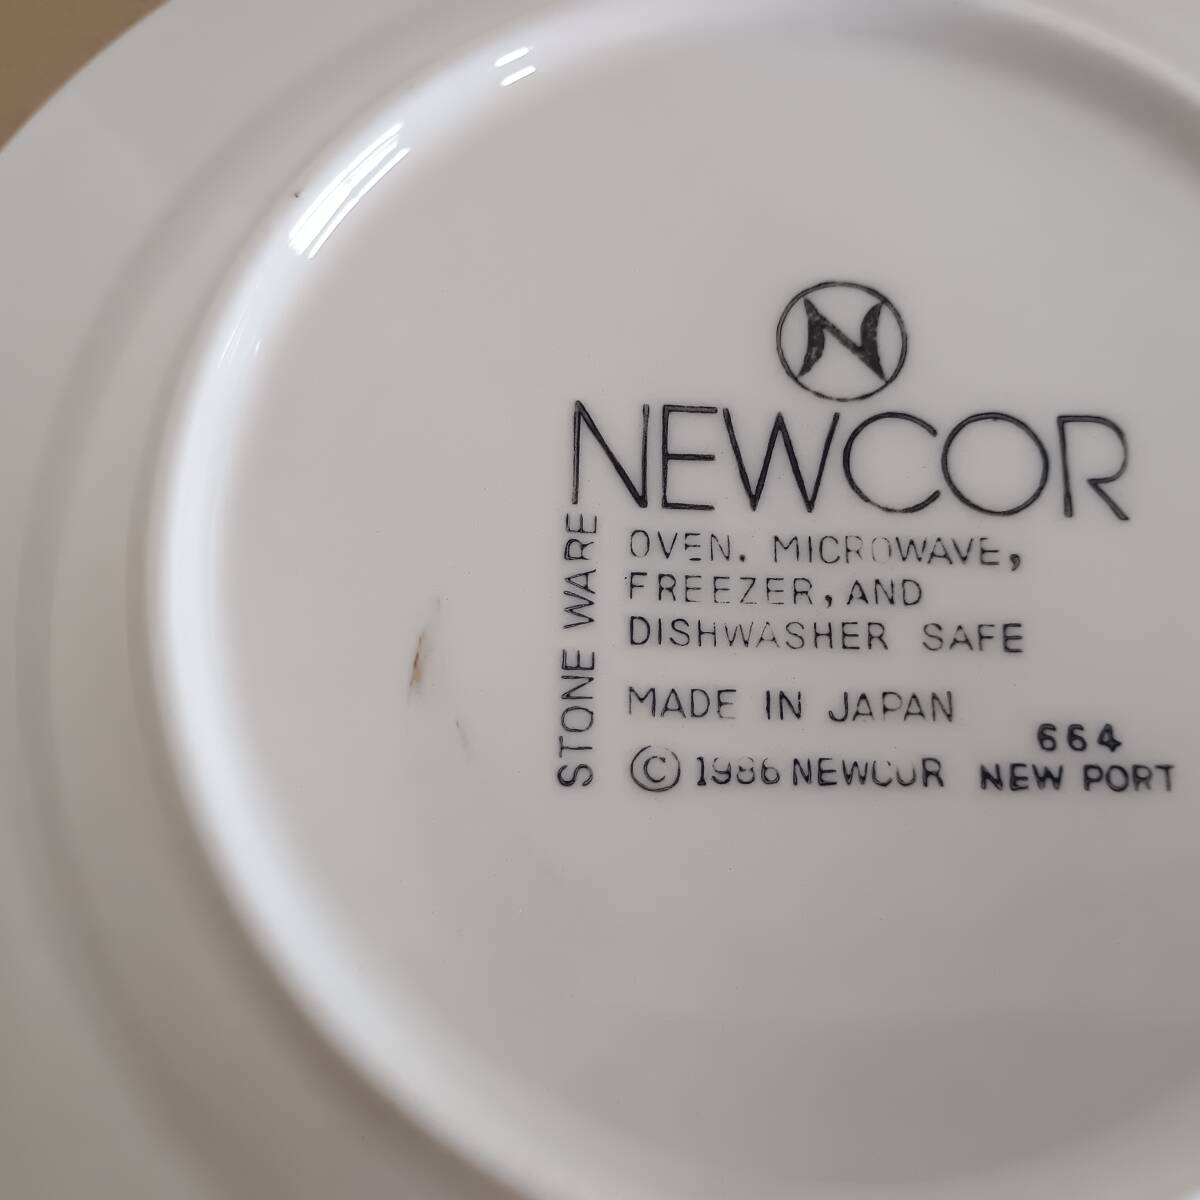 N
NEWCOR
STONE WARE
OVEN. MICROWAVE,
FREEZER, AND
DISHWASHER SAFE
MADE IN JAPAN
© 1986 NEWCOR
664
NEW PORT